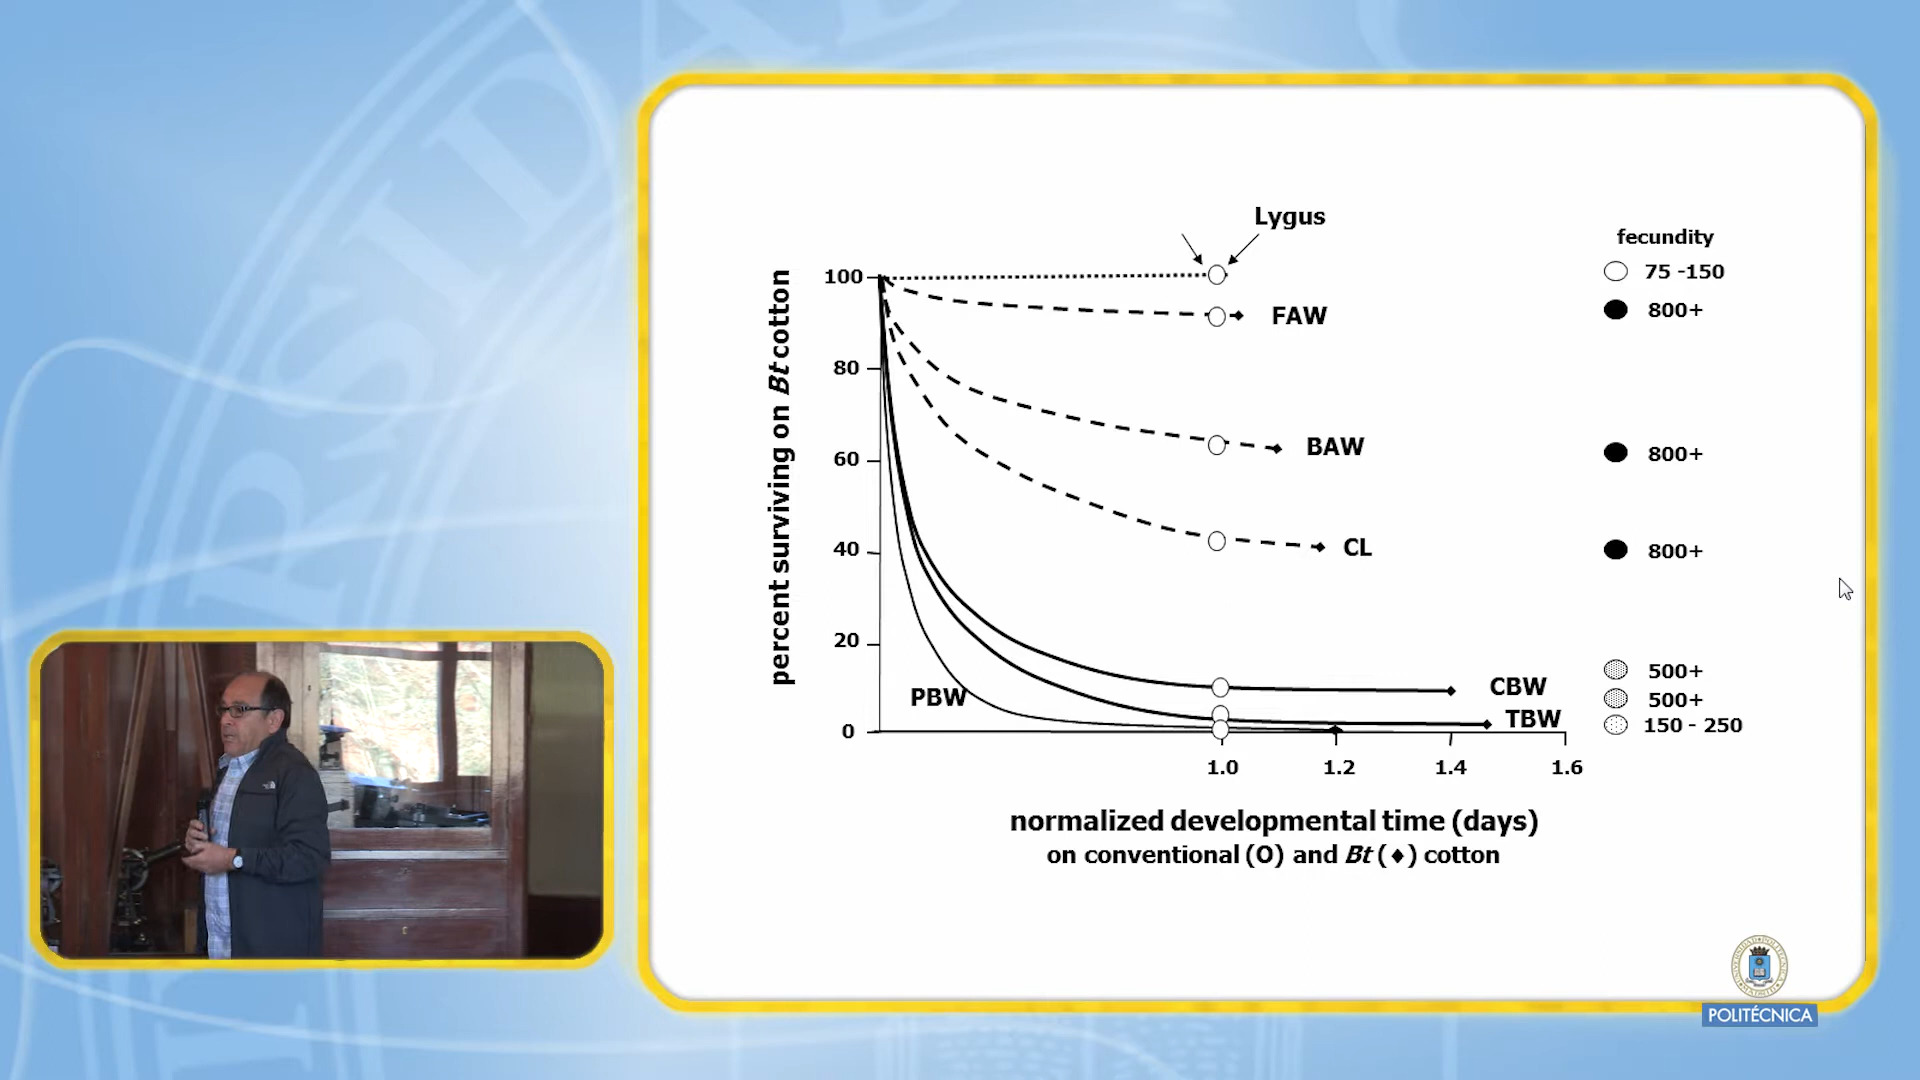 Lygus
fecundity
100
75 -150
FAW
800+
80
BAW
800+
60
CL
800+
40
percent surviving on Bt cotton
20
500+
CBW
PBW
500+
TBW
150 - 250
0
1.0
1.2
1.4
1.6
normalized developmental time (days)
on conventional (O) and Bt (♦) cotton
POLITÉCNICA